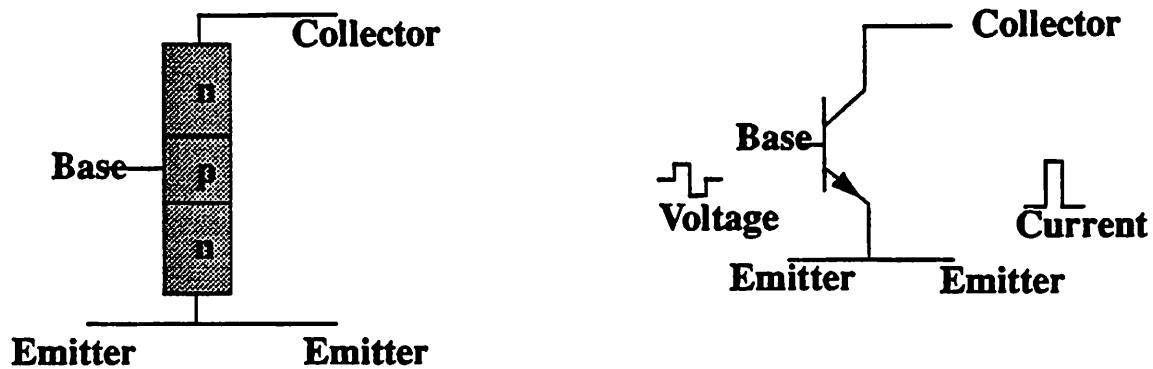 Collector
n
Base
p
n
Emitter
Emitter
Collector
Base
Voltage
Current
Emitter
Emitter